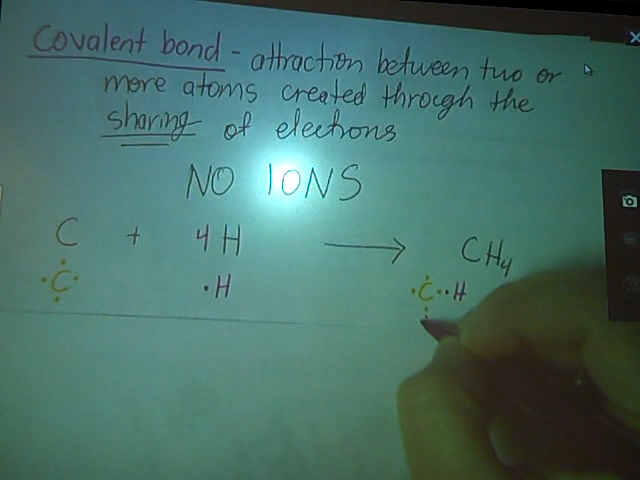 Covalent bond - attraction between two or
more atoms created through the
sharing of electrons
NO IONS
C + 4H → CH4
·C· ·H ·C··H